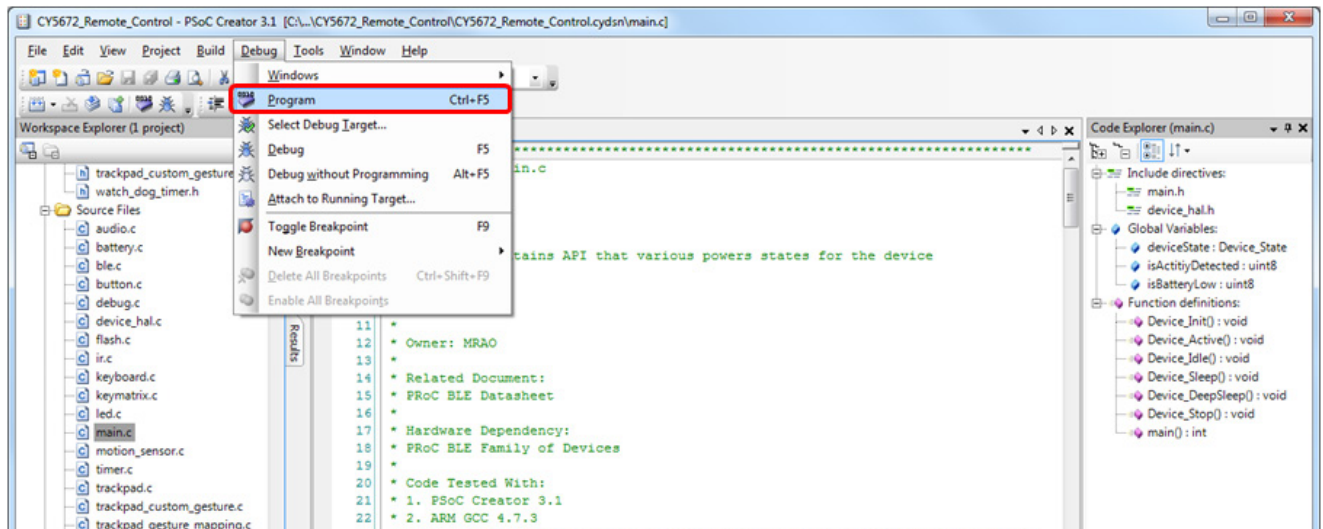 CY5672_Remote_Control - PSoC Creator 3.1 [C:\...\CY5672_Remote_Control\CY5672_Remote_Control.cydsn\main.c]
File Edit View Project Build Debug Tools Window Help
Windows
Program Ctrl+F5
Select Debug Target...
Debug F5
Debug without Programming Alt+F5
Attach to Running Target...
Toggle Breakpoint F9
New Breakpoint
Delete All Breakpoints Ctrl+Shift+F9
Enable All Breakpoints
Workspace Explorer (1 project)
trackpad_custom_gesture
watch_dog_timer.h
Source Files
audio.c
battery.c
ble.c
button.c
debug.c
device_hal.c
flash.c
ir.c
keyboard.c
keymatrix.c
led.c
main.c
motion_sensor.c
timer.c
trackpad.c
trackpad_custom_gesture.c
trackpad_gesture_mapping.c
Results
in.c
tains API that various powers states for the device
11 *
12 * Owner: MRAO
13 *
14 * Related Document:
15 * PRoC BLE Datasheet
16 *
17 * Hardware Dependency:
18 * PRoC BLE Family of Devices
19 *
20 * Code Tested With:
21 * 1. PSoC Creator 3.1
22 * 2. ARM GCC 4.7.3
Code Explorer (main.c)
Include directives:
main.h
device_hal.h
Global Variables:
deviceState : Device_State
isActitiyDetected : uint8
isBatteryLow : uint8
Function definitions:
Device_Init() : void
Device_Active() : void
Device_Idle() : void
Device_Sleep() : void
Device_DeepSleep() : void
Device_Stop() : void
main() : int